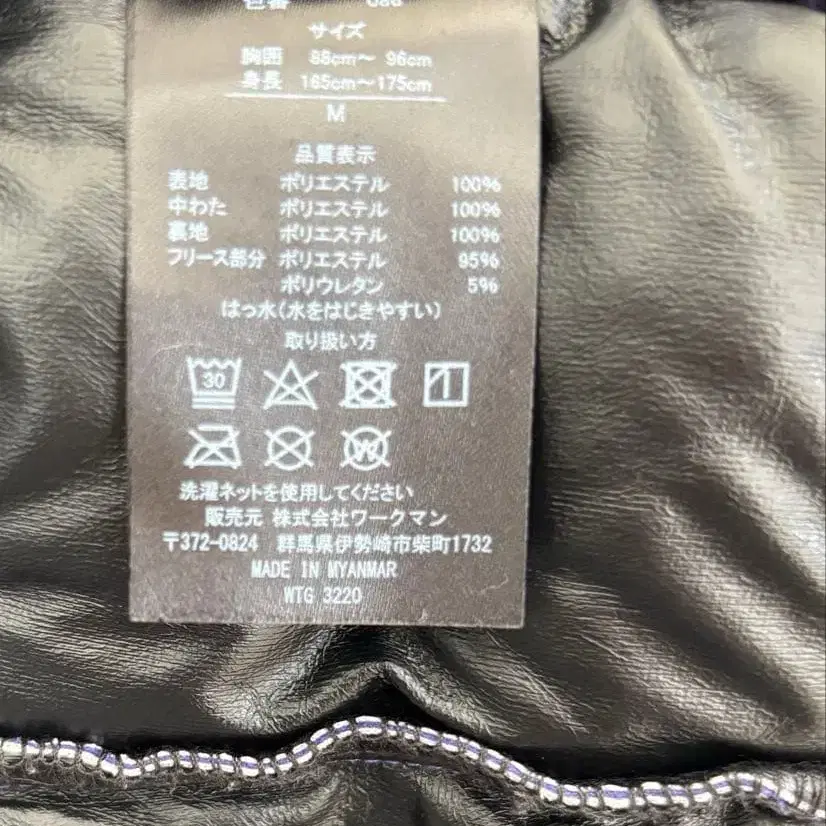 色番 086
サイズ
胸囲 88cm～ 96cm
身長 165cm～175cm
M
品質表示
表地 ポリエステル 100%
中わた ポリエステル 100%
裏地 ポリエステル 100%
フリース部分 ポリエステル 95%
ポリウレタン 5%
はっ水(水をはじきやすい)
取り扱い方
30
W
洗濯ネットを使用してください
販売元 株式会社ワークマン
〒372-0824 群馬県伊勢崎市柴町1732
MADE IN MYANMAR
WTG 3220